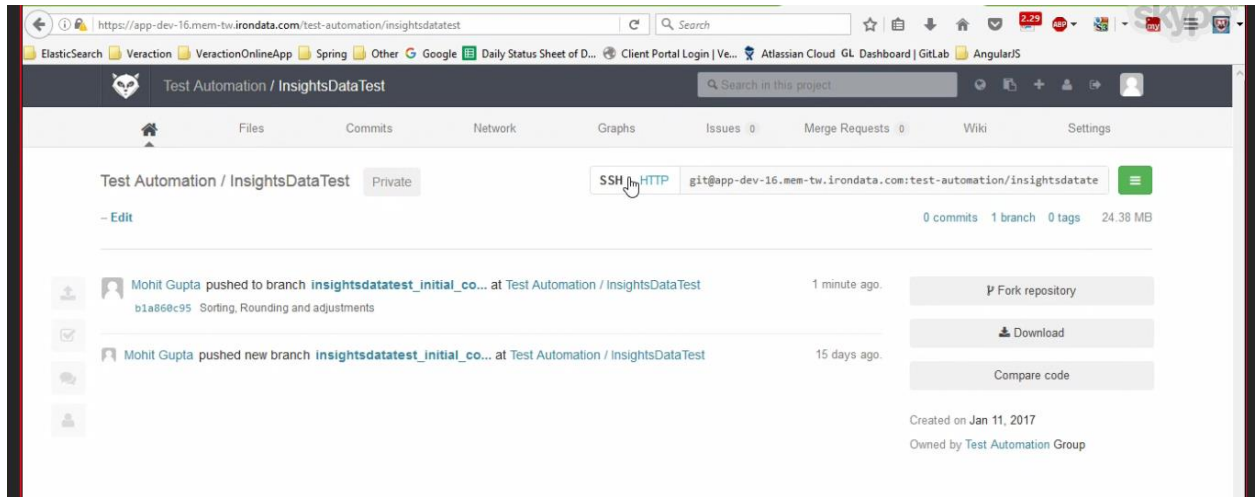 https://app-dev-16.mem-tw.irondata.com/test-automation/insightsdatatest Search 2.29 ABP my skype
ElasticSearch Veraction VeractionOnlineApp Spring Other Google Daily Status Sheet of D... Client Portal Login | Ve... Atlassian Cloud GL Dashboard | GitLab AngularJS
Test Automation / InsightsDataTest Search in this project
Files Commits Network Graphs Issues 0 Merge Requests 0 Wiki Settings
Test Automation / InsightsDataTest Private SSH HTTP git@app-dev-16.mem-tw.irondata.com:test-automation/insightsdatate
– Edit 0 commits 1 branch 0 tags 24.38 MB
Mohit Gupta pushed to branch insightsdatatest_initial_co... at Test Automation / InsightsDataTest 1 minute ago.
b1a860c95 Sorting, Rounding and adjustments
Fork repository
Download
Mohit Gupta pushed new branch insightsdatatest_initial_co... at Test Automation / InsightsDataTest 15 days ago.
Compare code
Created on Jan 11, 2017
Owned by Test Automation Group